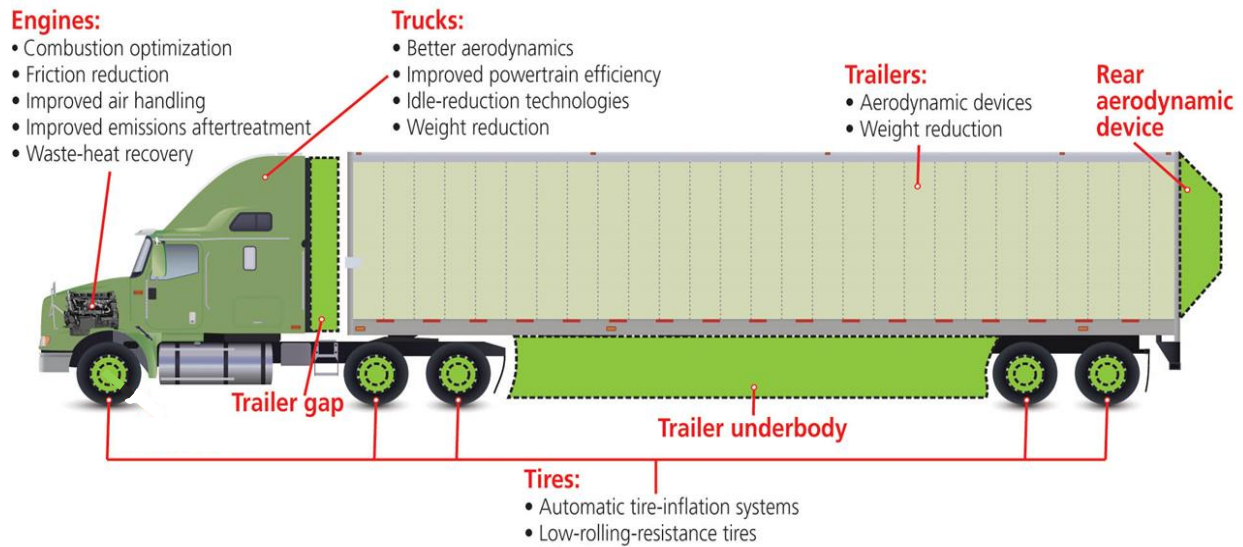 Engines:
• Combustion optimization
• Friction reduction
• Improved air handling
• Improved emissions aftertreatment
• Waste-heat recovery
Trucks:
• Better aerodynamics
• Improved powertrain efficiency
• Idle-reduction technologies
• Weight reduction
Trailers:
• Aerodynamic devices
• Weight reduction
Rear
aerodynamic
device
Trailer gap
Trailer underbody
Tires:
• Automatic tire-inflation systems
• Low-rolling-resistance tires